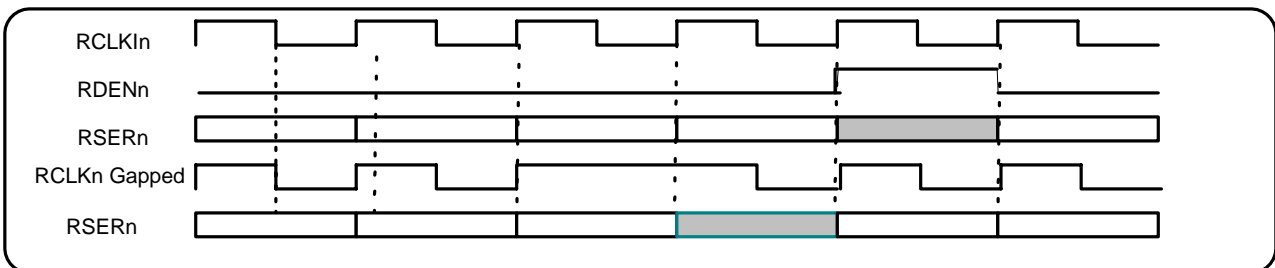 RCLKIn
RDENn
RSERn
RCLKn Gapped
RSERn